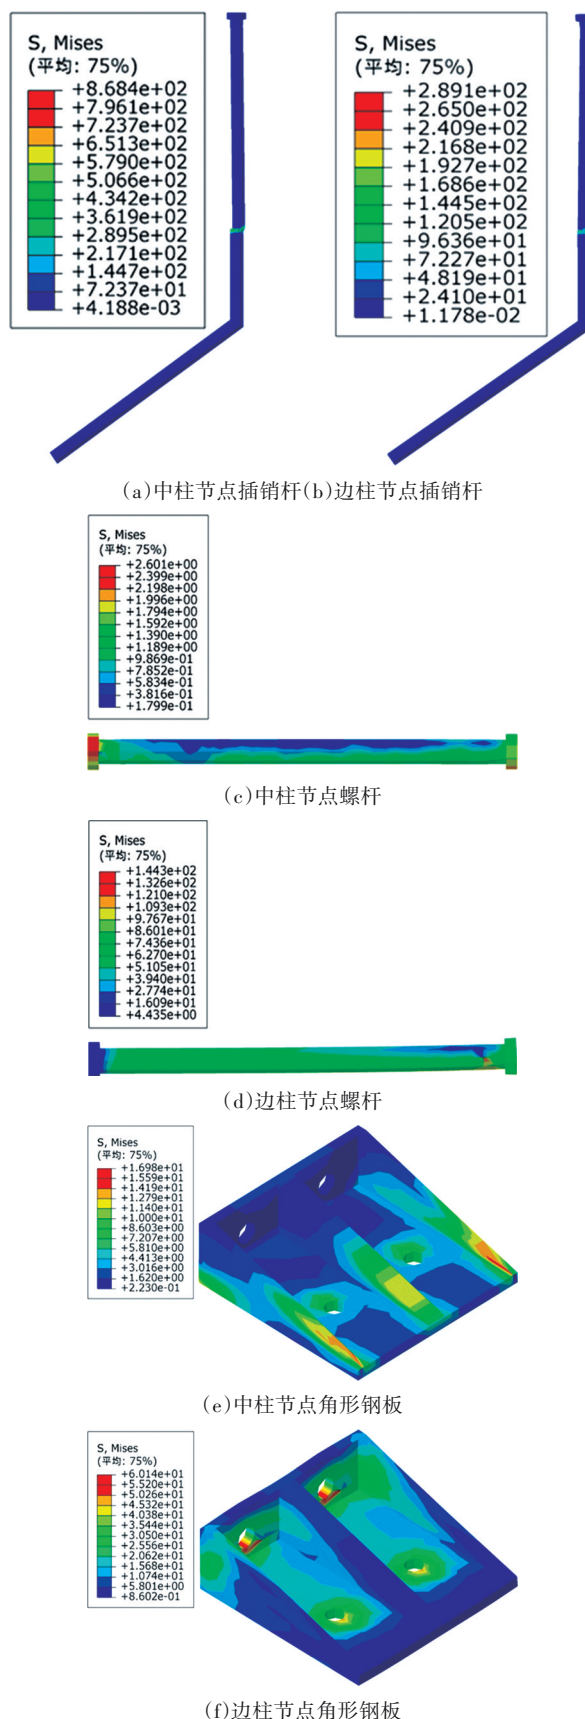 S, Mises
(平均: 75%)
+8.684e+02
+7.961e+02
+7.237e+02
+6.513e+02
+5.790e+02
+5.066e+02
+4.342e+02
+3.619e+02
+2.895e+02
+2.171e+02
+1.447e+02
+7.237e+01
+4.188e-03
S, Mises
(平均: 75%)
+2.891e+02
+2.650e+02
+2.409e+02
+2.168e+02
+1.927e+02
+1.686e+02
+1.445e+02
+1.205e+02
+9.636e+01
+7.227e+01
+4.819e+01
+2.410e+01
+1.178e-02
(a)中柱节点插销杆(b)边柱节点插销杆
S, Mises
(平均: 75%)
+2.601e+00
+2.399e+00
+2.198e+00
+1.996e+00
+1.794e+00
+1.592e+00
+1.390e+00
+1.189e+00
+9.869e-01
+7.852e-01
+5.834e-01
+3.816e-01
+1.799e-01
(c)中柱节点螺杆
S, Mises
(平均: 75%)
+1.443e+02
+1.326e+02
+1.210e+02
+1.093e+02
+9.767e+01
+8.601e+01
+7.436e+01
+6.270e+01
+5.105e+01
+3.940e+01
+2.774e+01
+1.609e+01
+4.435e+00
(d)边柱节点螺杆
S, Mises
(平均: 75%)
+1.698e+01
+1.559e+01
+1.419e+01
+1.279e+01
+1.140e+01
+1.000e+01
+8.603e+00
+7.207e+00
+5.810e+00
+4.413e+00
+3.016e+00
+1.620e+00
+2.230e-01
(e)中柱节点角形钢板
S, Mises
(平均: 75%)
+6.014e+01
+5.520e+01
+5.026e+01
+4.532e+01
+4.038e+01
+3.544e+01
+3.050e+01
+2.556e+01
+2.062e+01
+1.568e+01
+1.074e+01
+5.801e+00
+8.602e-01
(f)边柱节点角形钢板